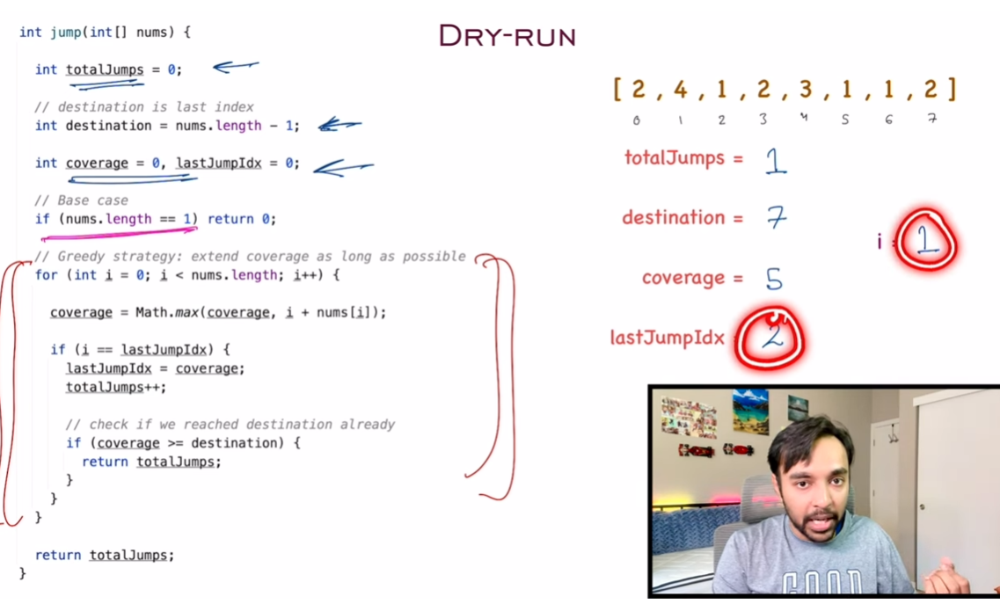 DRY-RUN
int jump(int[] nums) {
int totalJumps = 0;
// destination is last index
int destination = nums.length - 1;
int coverage = 0, lastJumpIdx = 0;
// Base case
if (nums.length == 1) return 0;
// Greedy strategy: extend coverage as long as possible
for (int i = 0; i < nums.length; i++) {
coverage = Math.max(coverage, i + nums[i]);
if (i == lastJumpIdx) {
lastJumpIdx = coverage;
totalJumps++;
// check if we reached destination already
if (coverage >= destination) {
return totalJumps;
}
}
}
return totalJumps;
}
[ 2 , 4 , 1 , 2 , 3 , 1 , 1 , 2 ]
0 1 2 3 4 5 6 7
totalJumps = 1
destination = 7
i = 1
coverage = 5
lastJumpIdx 2
GOOD